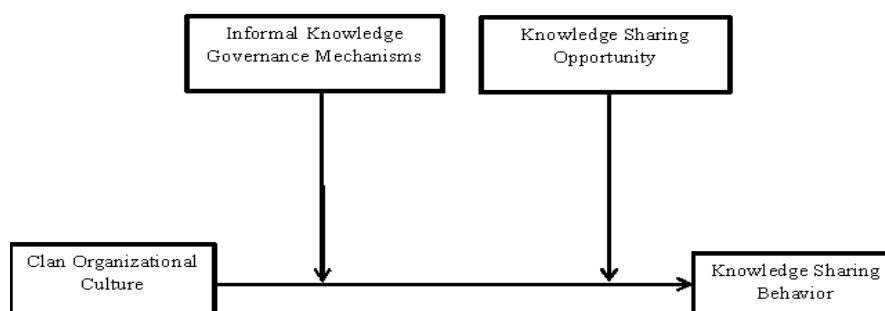 Informal Knowledge
Governance Mechanisms
Knowledge Sharing
Opportunity
Clan Organizational
Culture
Knowledge Sharing
Behavior